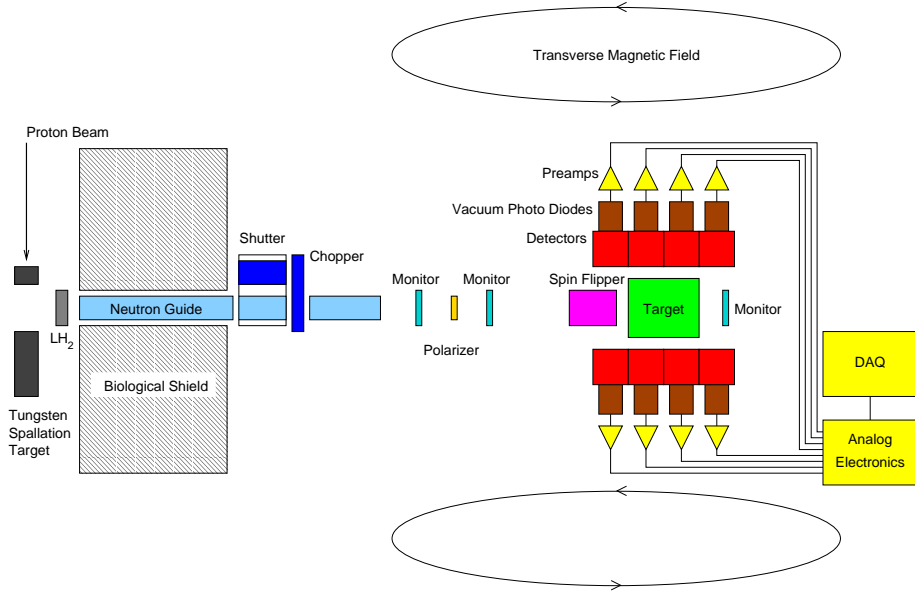 Transverse Magnetic Field
Proton Beam
Preamps
Vacuum Photo Diodes
Shutter
Detectors
Chopper
Monitor
Monitor
Spin Flipper
Neutron Guide
Target
Monitor
LH2
Polarizer
DAQ
Biological Shield
Tungsten
Spallation
Target
Analog
Electronics